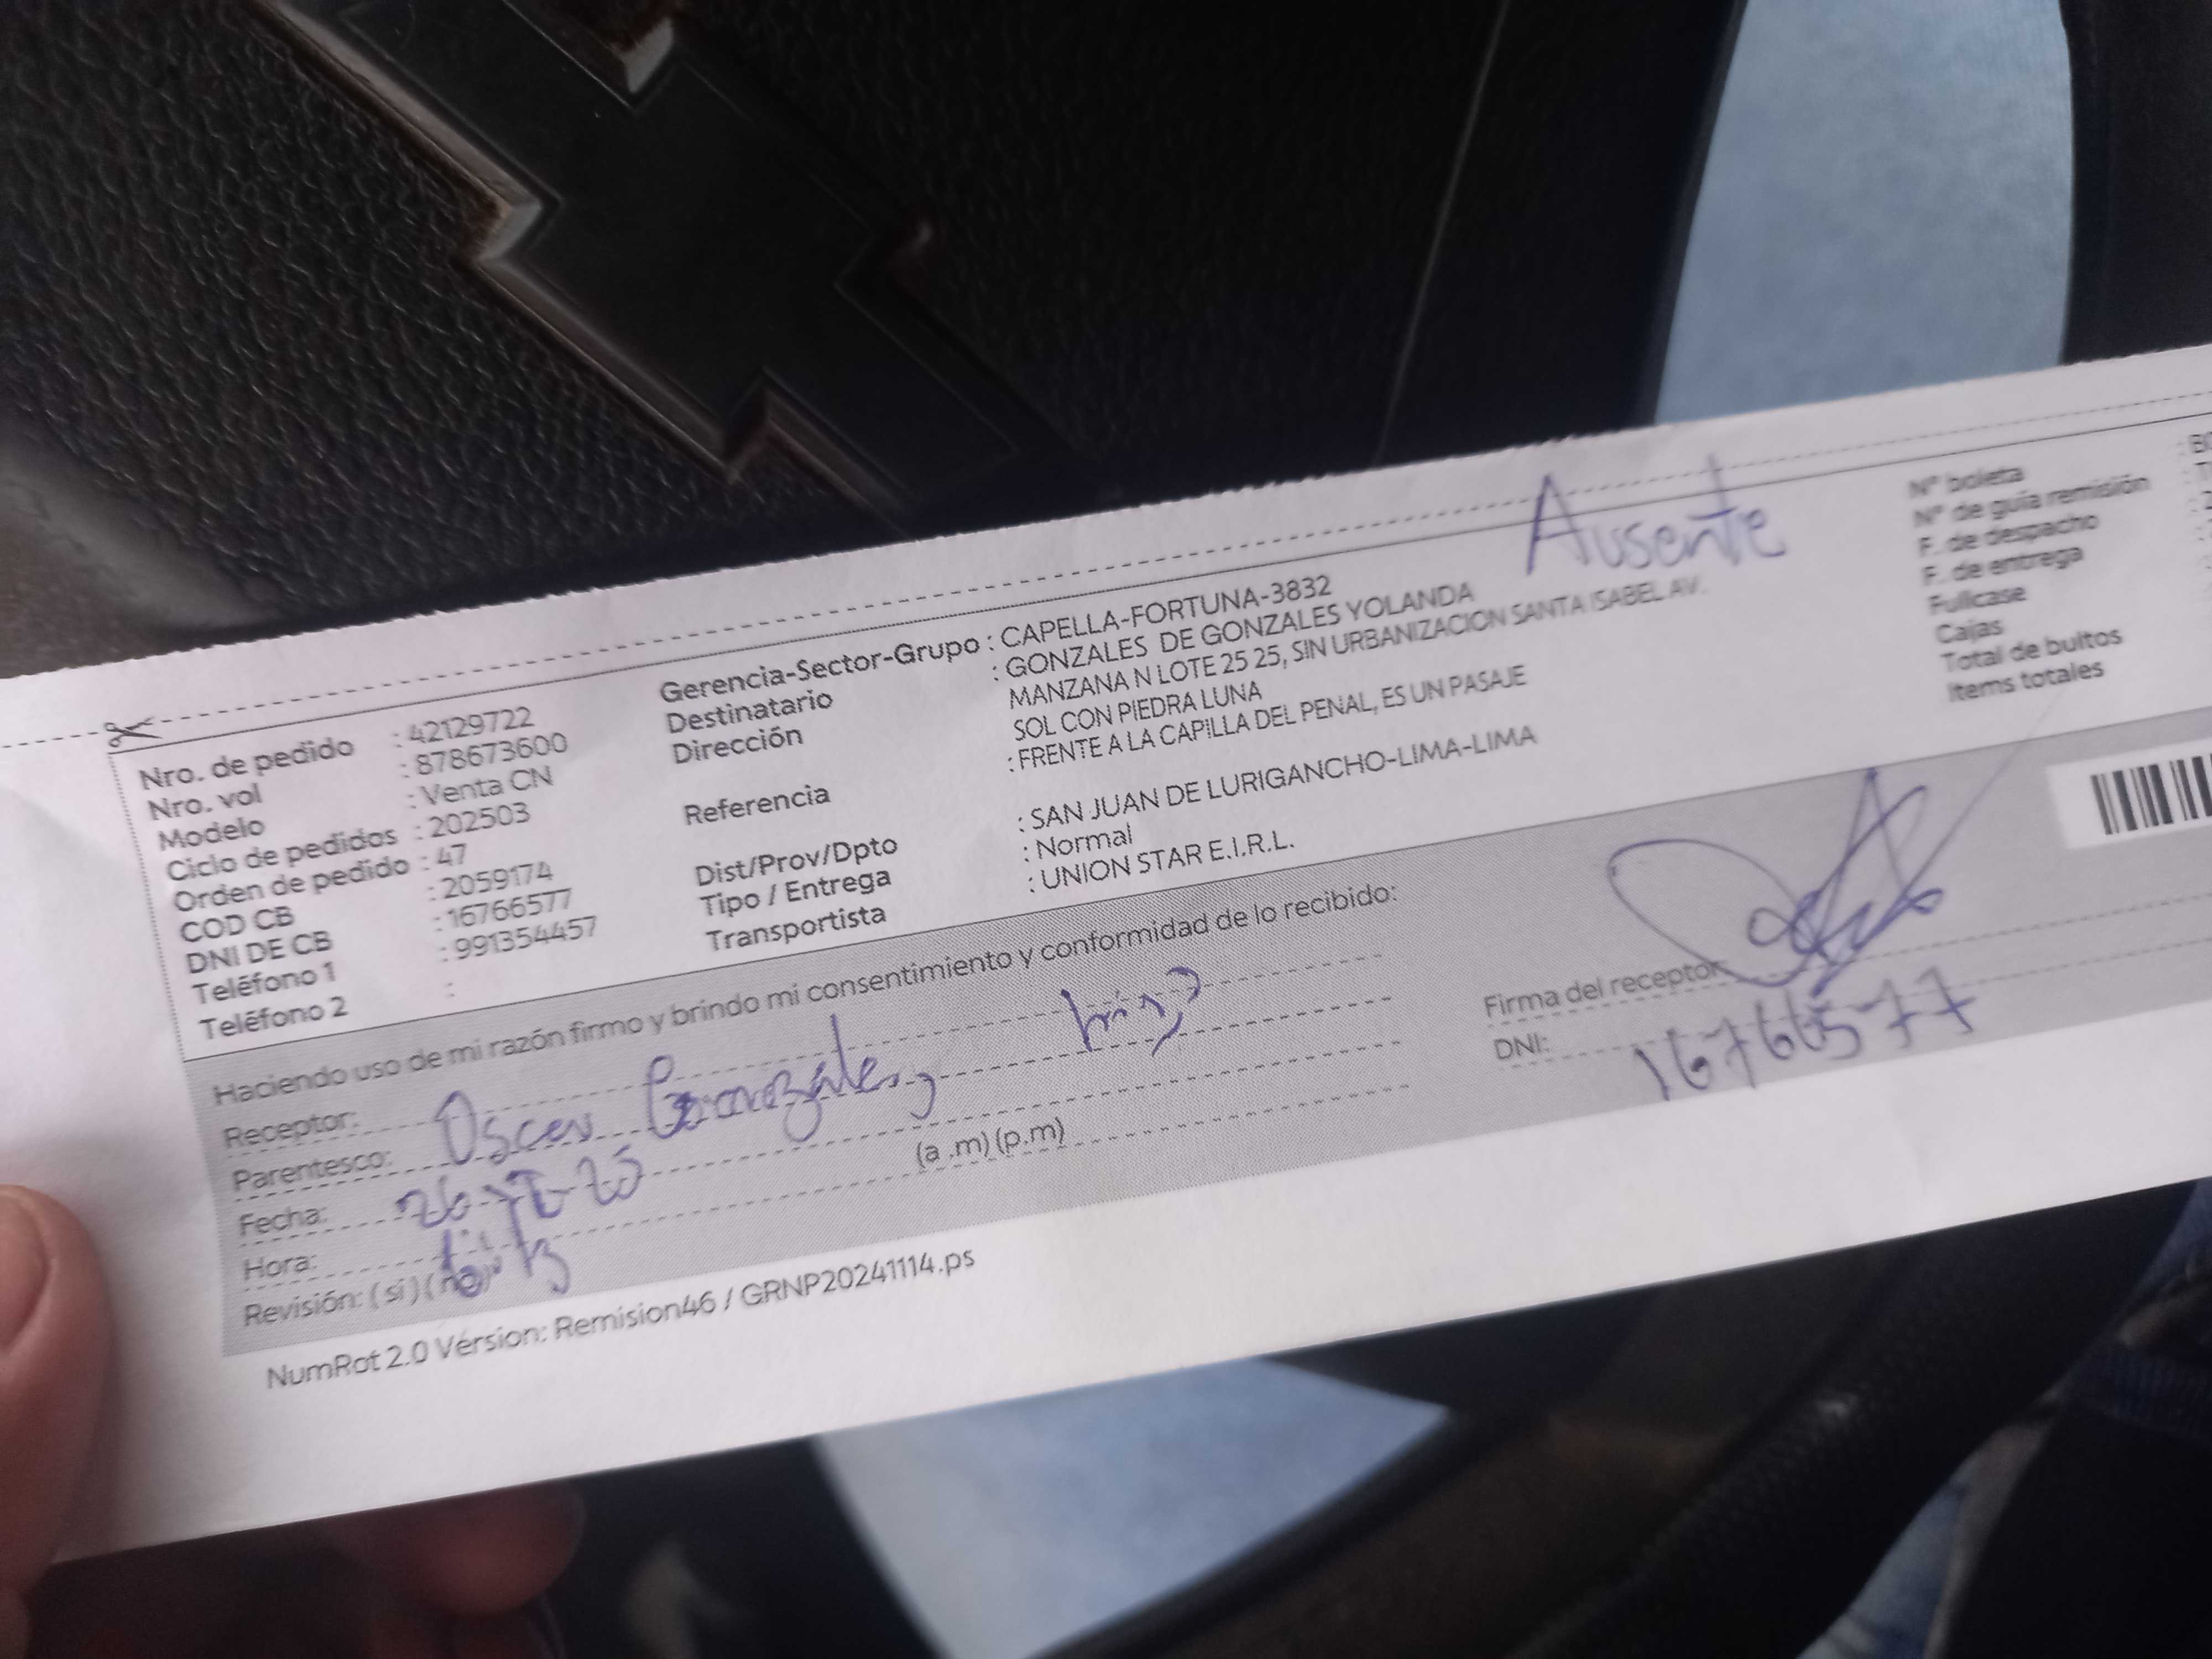 Ausente
Nro. de pedido : 42129722
Nro. vol : 878673600
Modelo : Venta CN
Ciclo de pedidos : 202503
Orden de pedido : 47
COD CB : 2059174
DNI DE CB : 16766577
Teléfono 1 : 991354457
Teléfono 2 :
Gerencia-Sector-Grupo : CAPELLA-FORTUNA-3832
Destinatario : GONZALES DE GONZALES YOLANDA
Dirección MANZANA N LOTE 25 25, SIN URBANIZACION SANTA ISABEL AV.
SOL CON PIEDRA LUNA
Referencia : FRENTE A LA CAPILLA DEL PENAL, ES UN PASAJE
Dist/Prov/Dpto : SAN JUAN DE LURIGANCHO-LIMA-LIMA
Tipo / Entrega : Normal
Transportista : UNION STAR E.I.R.L.
N° boleta
N° de guía remisión
F. de despacho
F. de entrega
Fullcase
Cajas
Total de bultos
Items totales
Haciendo uso de mi razón firmo y brindo mi consentimiento y conformidad de lo recibido:
Receptor: Oscar Gonzales
Parentesco:
Fecha:
Hora: (a .m) (p.m)
Revisión: ( si ) ( no )
Firma del receptor:
DNI: 16766577
NumRot 2.0 Versión: Remision46 / GRNP20241114.ps